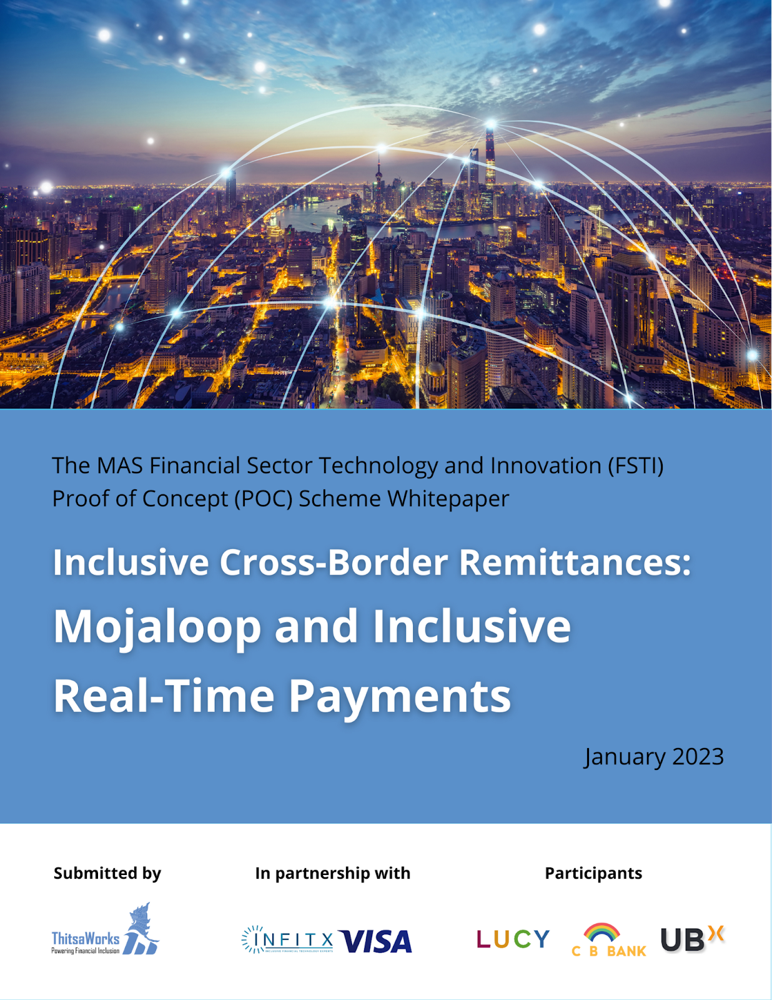 The MAS Financial Sector Technology and Innovation (FSTI)
Proof of Concept (POC) Scheme Whitepaper
Inclusive Cross-Border Remittances:
Mojaloop and Inclusive
Real-Time Payments
January 2023
Submitted by
In partnership with
Participants
ThitsaWorks
Powering Financial Inclusion
INFITX
INCLUSIVE FINANCIAL TECHNOLOGY EXPERTS
VISA
LUCY
CB BANK
UBX